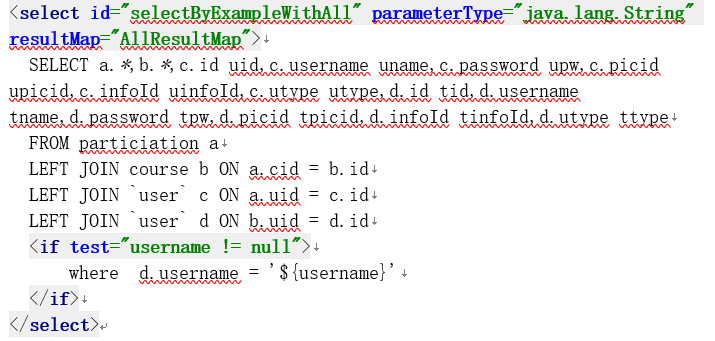 <select id="selectByExampleWithAll" parameterType="java.lang.String"
resultMap="AllResultMap">
SELECT a.*,b.*,c.id uid,c.username uname,c.password upw,c.picid
upicid,c.infoId uinfoId,c.utype utype,d.id tid,d.username
tname,d.password tpw,d.picid tpicid,d.infoId tinfoId,d.utype ttype
FROM particiation a
LEFT JOIN course b ON a.cid = b.id
LEFT JOIN `user` c ON a.uid = c.id
LEFT JOIN `user` d ON b.uid = d.id
<if test="username != null">
where d.username = '${username}'
</if>
</select>